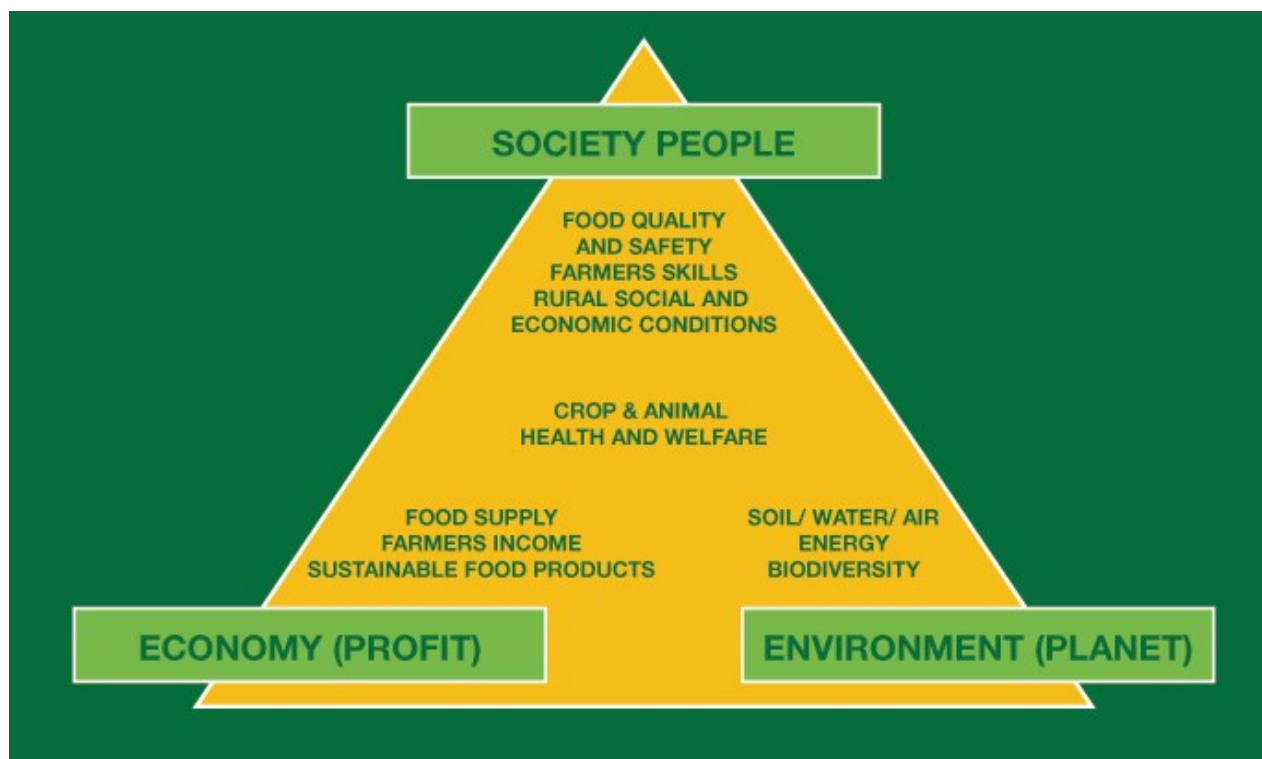 SOCIETY PEOPLE
FOOD QUALITY
AND SAFETY
FARMERS SKILLS
RURAL SOCIAL AND
ECONOMIC CONDITIONS
CROP & ANIMAL
HEALTH AND WELFARE
FOOD SUPPLY
FARMERS INCOME
SUSTAINABLE FOOD PRODUCTS
SOIL/ WATER/ AIR
ENERGY
BIODIVERSITY
ECONOMY (PROFIT)
ENVIRONMENT (PLANET)